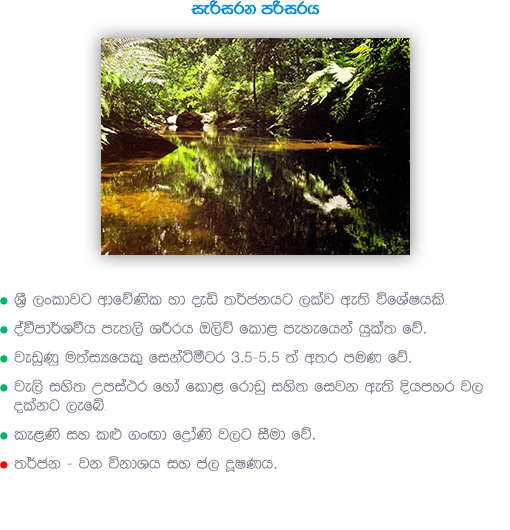 සැරිසරන පරිසරය
ශ්‍රී ලංකාවට ආවේණික හා දැඩි තර්ජනයට ලක්ව ඇති විශේෂයකි.
ද්වීපාර්ශවීය පැතලි ශරීරය ඔලිව් කොළ පැහැයෙන් යුක්ත වේ.
වැඩුණු මත්ස්‍යයෙකු සෙන්ටිමීටර 3.5-5.5 ත් අතර පමණ වේ.
වැලි සහිත උපස්ථර හෝ කොළ රොඩු සහිත සෙවන ඇති දියපහර වල
දක්නට ලැබේ.
කැළණි සහ කළු ගංඟා ද්‍රෝණි වලට සීමා වේ.
තර්ජන - වන විනාශය සහ ජල දූෂණය.